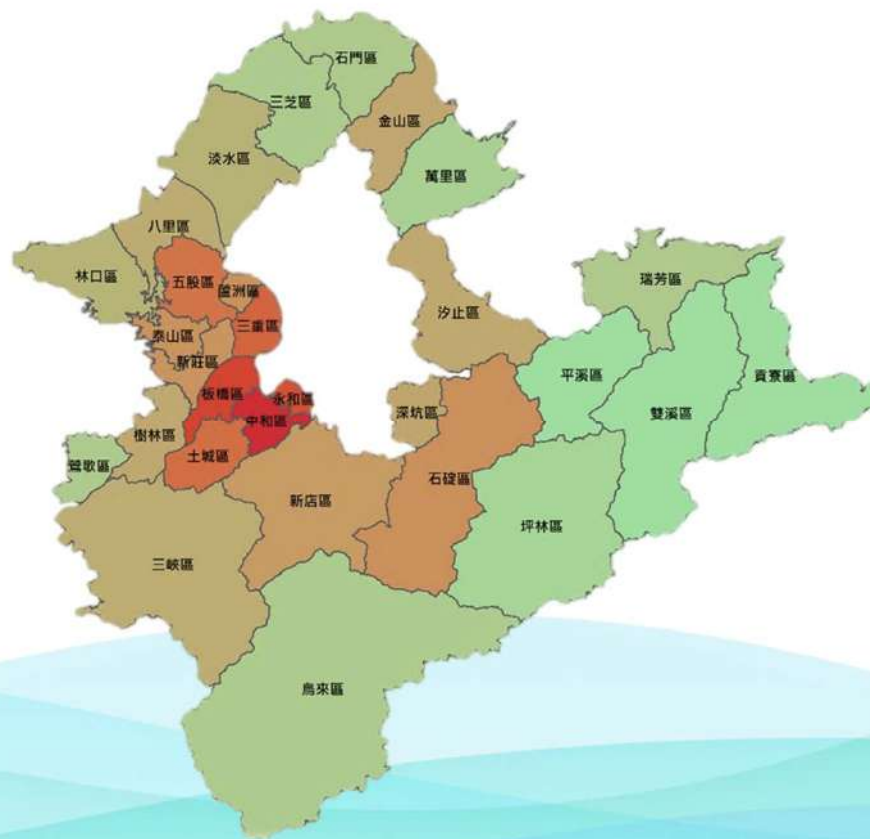 石門區
三芝區
金山區
淡水區
萬里區
八里區
林口區
五股區
蘆洲區
瑞芳區
汐止區
三重區
泰山區
新莊區
平溪區
貢寮區
板橋區
永和區
深坑區
雙溪區
中和區
樹林區
土城區
鶯歌區
石碇區
新店區
坪林區
三峽區
烏來區